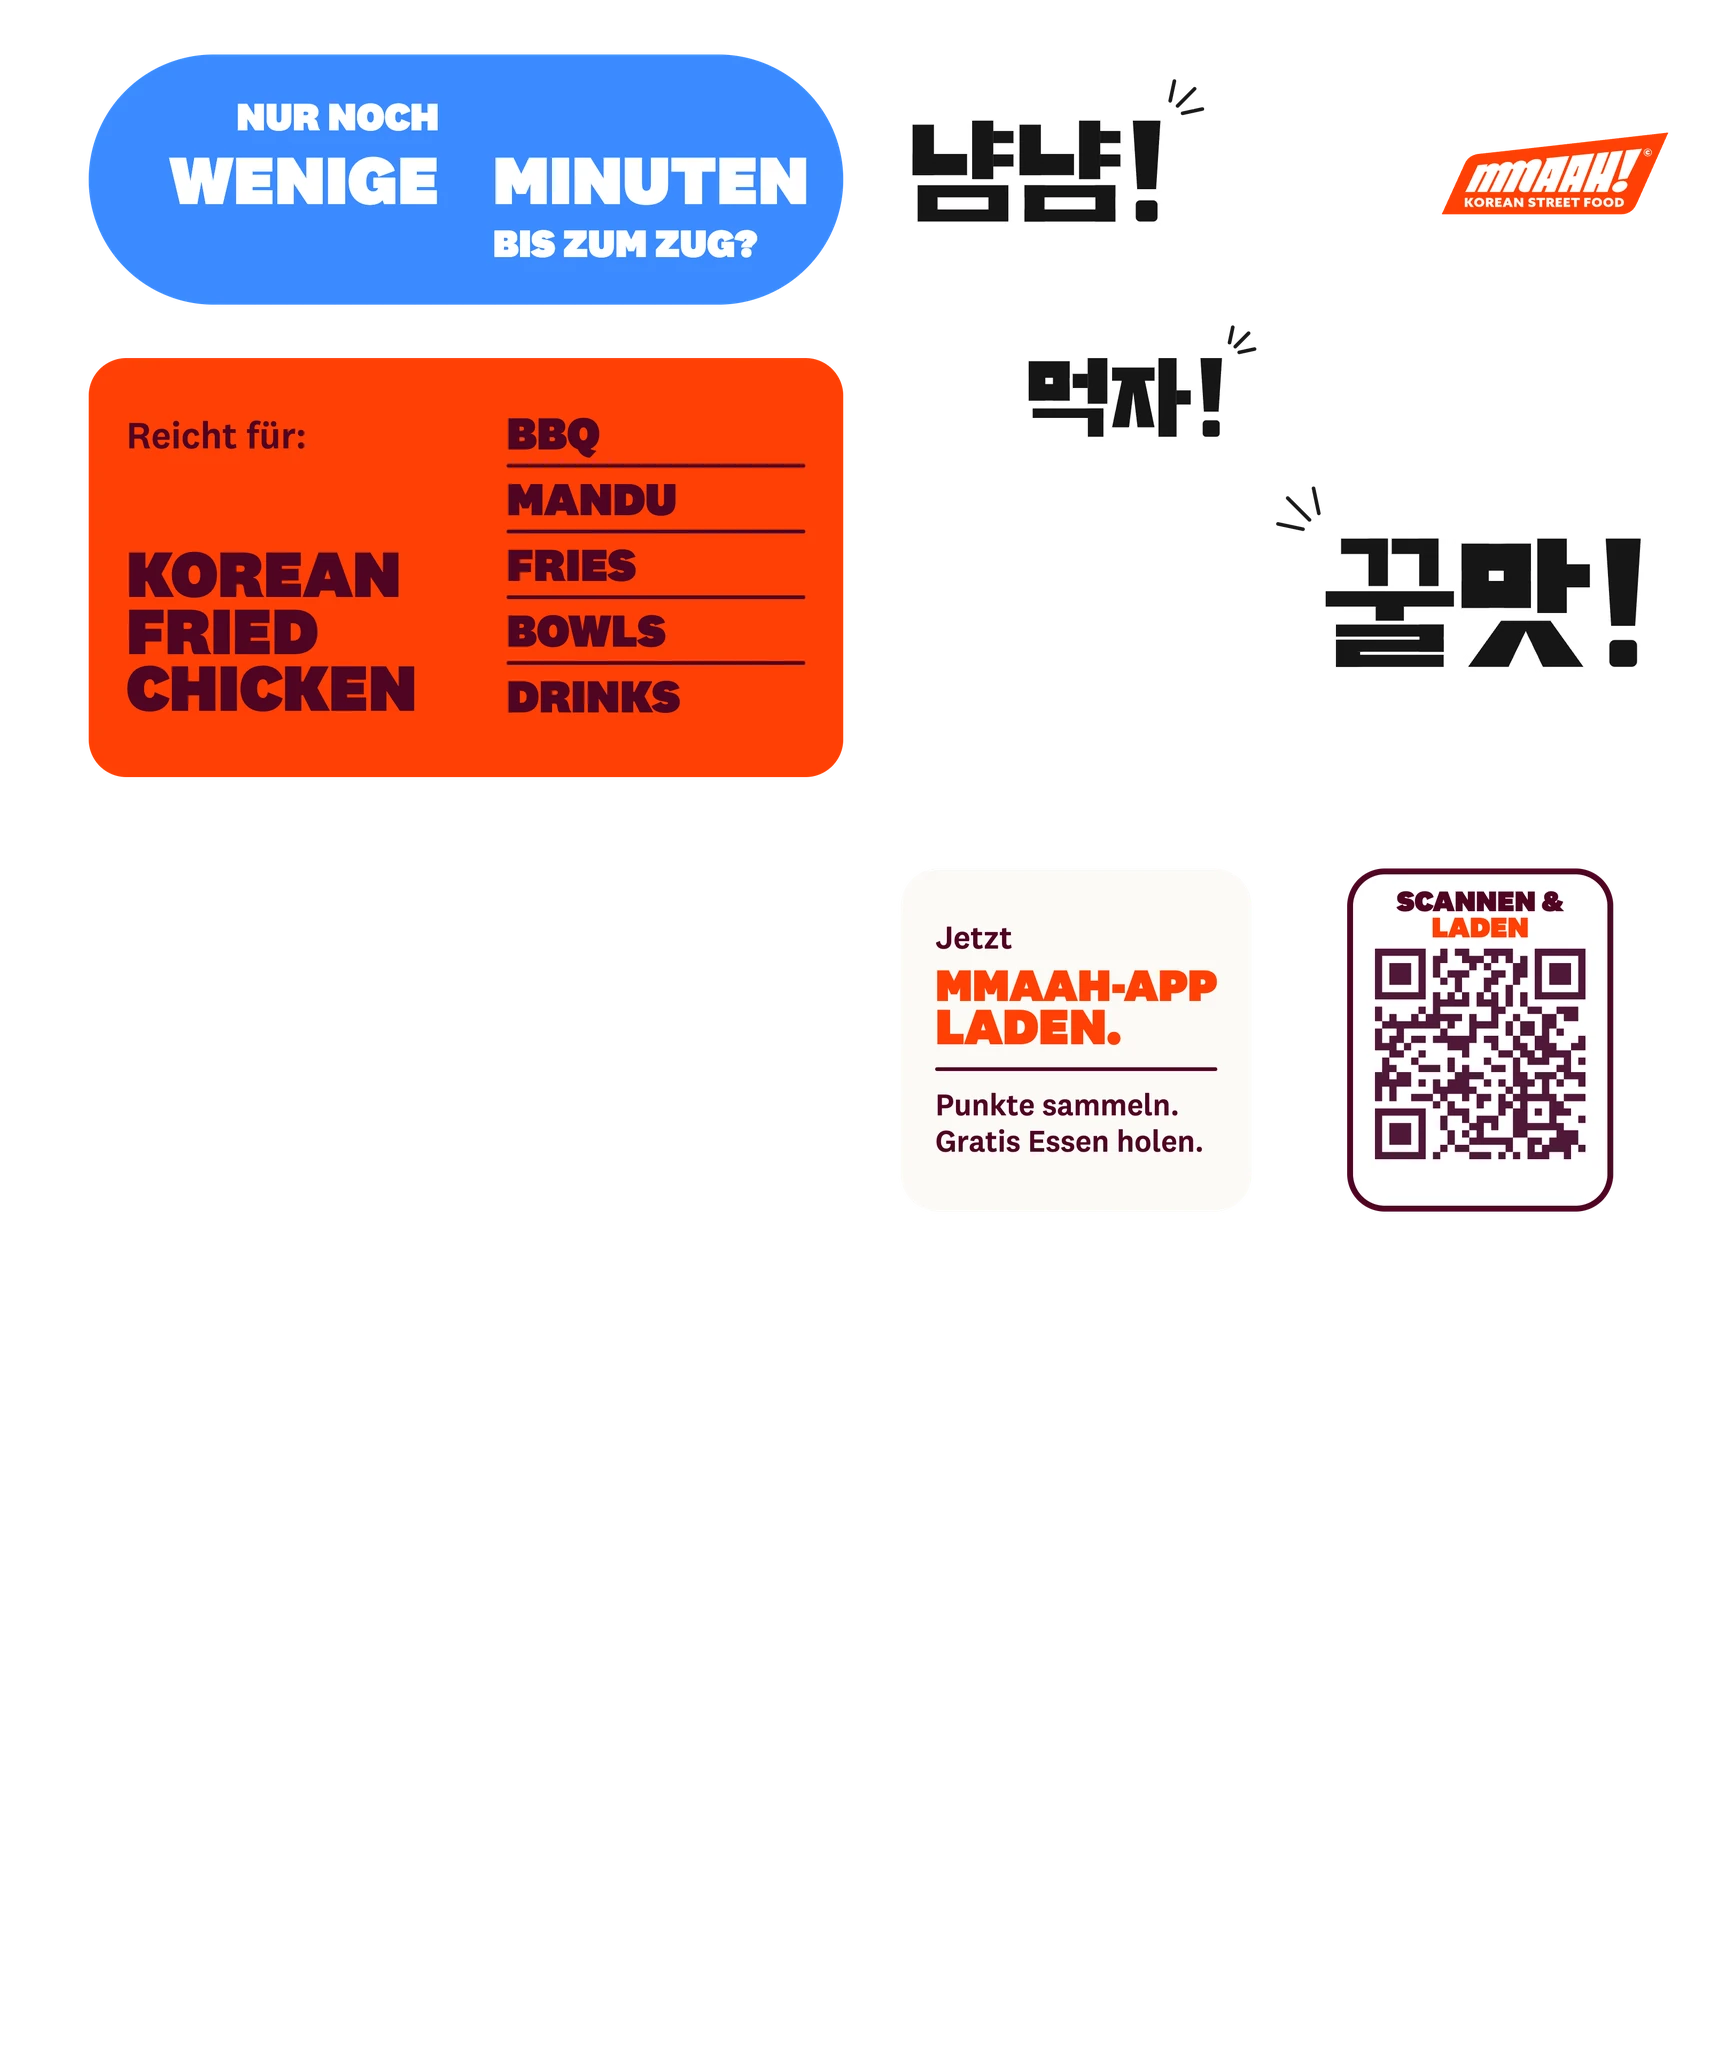 NUR NOCH
WENIGE MINUTEN
BIS ZUM ZUG?
냠냠!
mmAAH!©
KOREAN STREET FOOD
먹자!
꿀맛!
Reicht für:
KOREAN
FRIED
CHICKEN
BBQ
MANDU
FRIES
BOWLS
DRINKS
Jetzt
MMAAH-APP
LADEN.
Punkte sammeln.
Gratis Essen holen.
SCANNEN &
LADEN